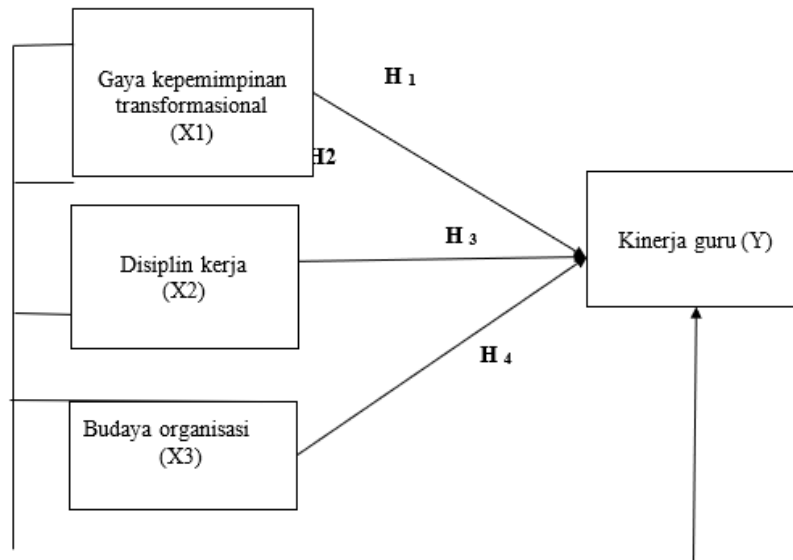 Gaya kepemimpinan
transformasional
(X1)
H 1
H2
Disiplin kerja
(X2)
H 3
Kinerja guru (Y)
H 4
Budaya organisasi
(X3)